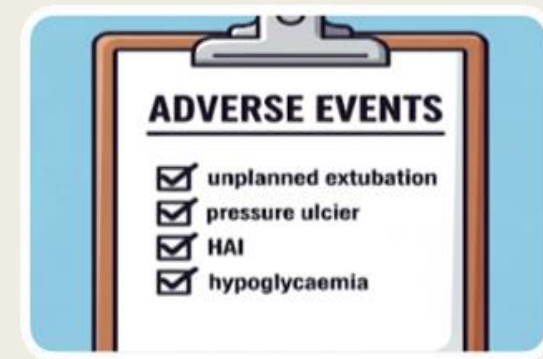 ADVERSE EVENTS
unplanned extubation
pressure ulcier
HAI
hypoglycaemia